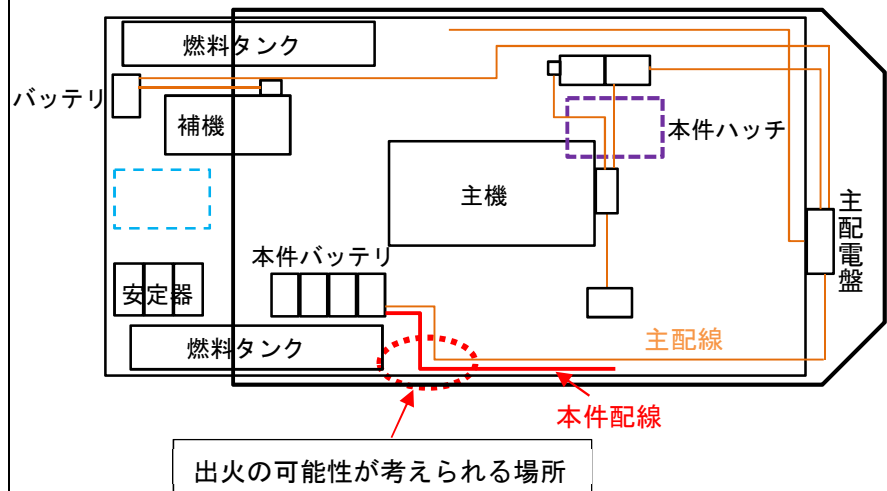 燃料タンク
バッテリ
補機
本件ハッチ
主機
主配電盤
本件バッテリ
安定器
主配線
燃料タンク
本件配線
出火の可能性が考えられる場所